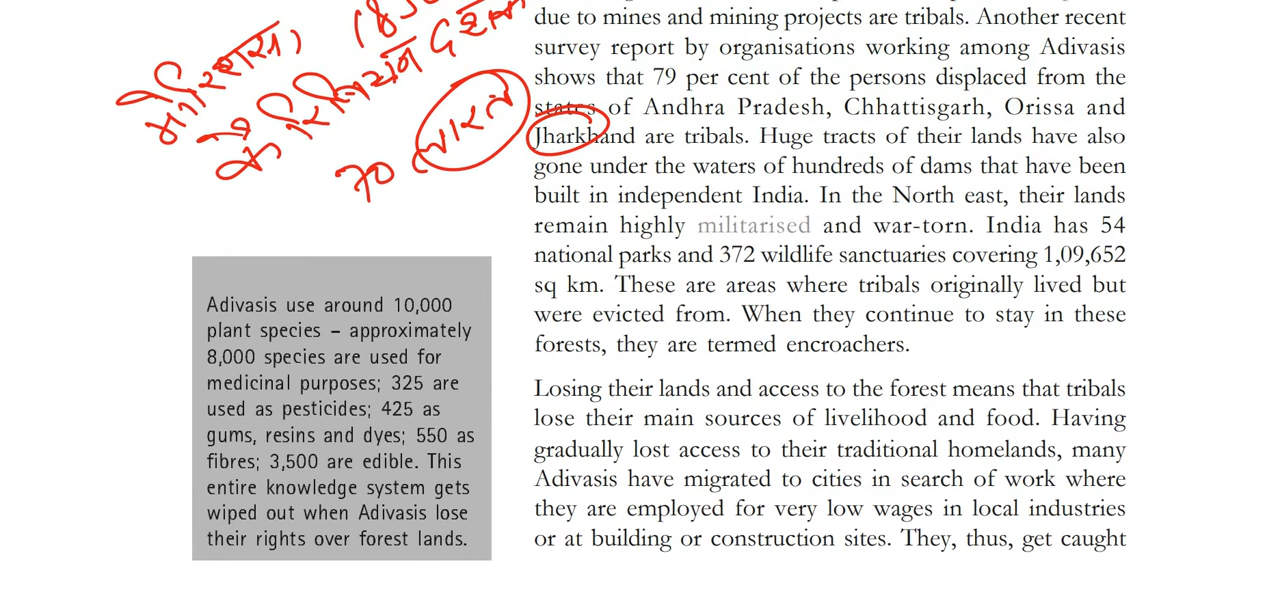 due to mines and mining projects are tribals. Another recent
survey report by organisations working among Adivasis
shows that 79 per cent of the persons displaced from the
states of Andhra Pradesh, Chhattisgarh, Orissa and
Jharkhand are tribals. Huge tracts of their lands have also
gone under the waters of hundreds of dams that have been
built in independent India. In the North east, their lands
remain highly militarised and war-torn. India has 54
national parks and 372 wildlife sanctuaries covering 1,09,652
sq km. These are areas where tribals originally lived but
were evicted from. When they continue to stay in these
forests, they are termed encroachers.
Losing their lands and access to the forest means that tribals
lose their main sources of livelihood and food. Having
gradually lost access to their traditional homelands, many
Adivasis have migrated to cities in search of work where
they are employed for very low wages in local industries
or at building or construction sites. They, thus, get caught
Adivasis use around 10,000
plant species – approximately
8,000 species are used for
medicinal purposes; 325 are
used as pesticides; 425 as
gums, resins and dyes; 550 as
fibres; 3,500 are edible. This
entire knowledge system gets
wiped out when Adivasis lose
their rights over forest lands.